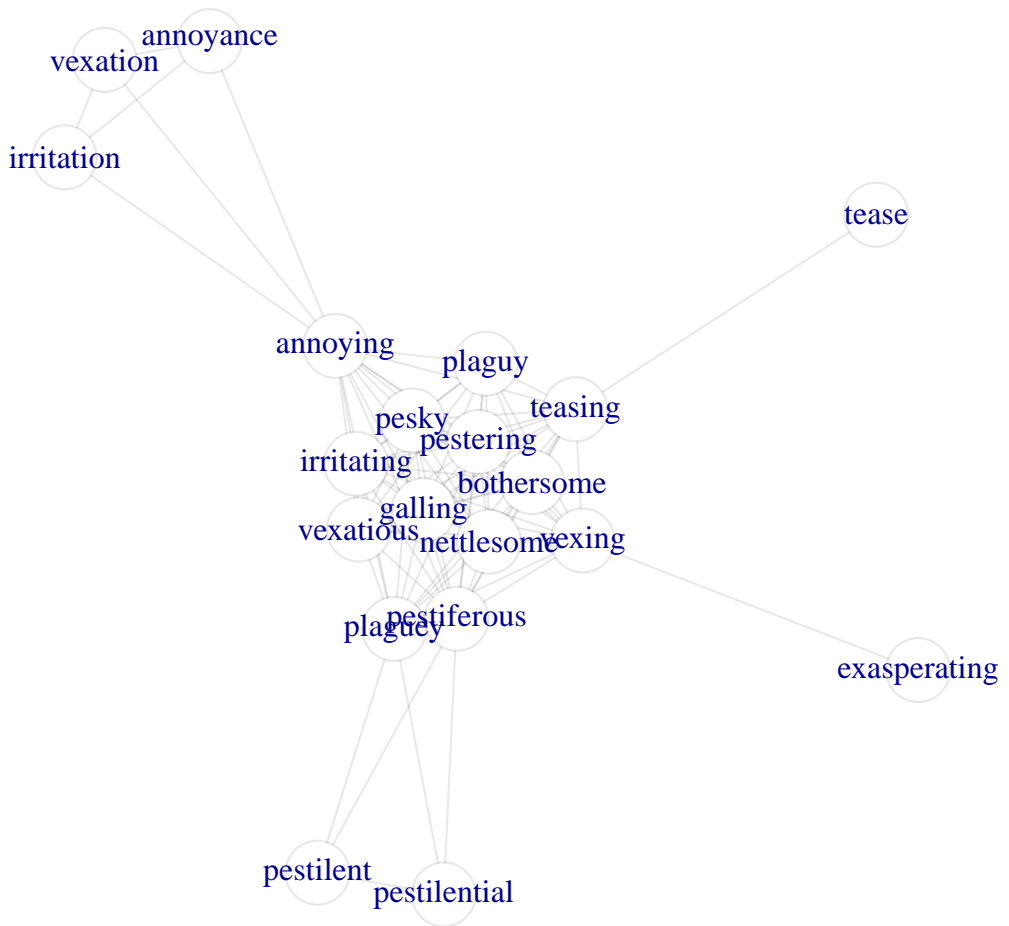 annoyance
vexation
irritation
tease
annoying
plaguy
teasing
pesky
pestering
irritating
bothersome
galling
vexatious
nettlesome
vexing
pestiferous
plaguey
exasperating
pestilent
pestilential